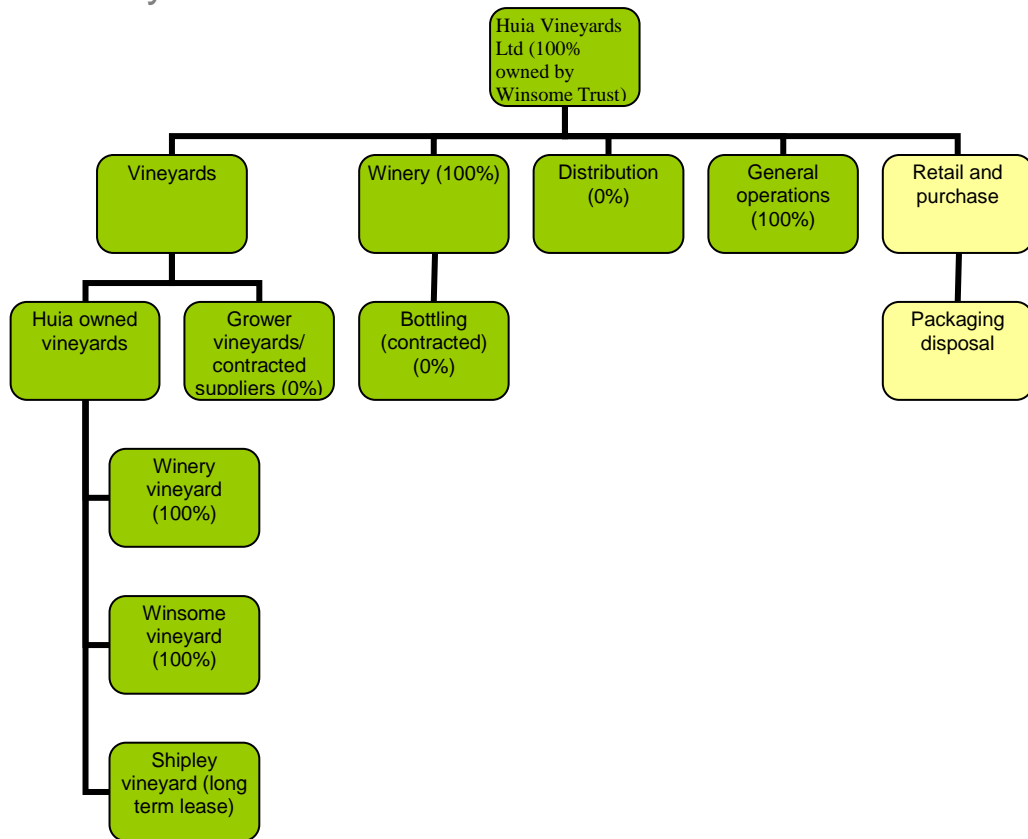 Huia Vineyards
Ltd (100%
owned by
Winsome Trust)
Vineyards
Winery (100%)
Distribution
(0%)
General
operations
(100%)
Retail and
purchase
Huia owned
vineyards
Grower
vineyards/
contracted
suppliers (0%)
Bottling
(contracted)
(0%)
Packaging
disposal
Winery
vineyard
(100%)
Winsome
vineyard
(100%)
Shipley
vineyard (long
term lease)